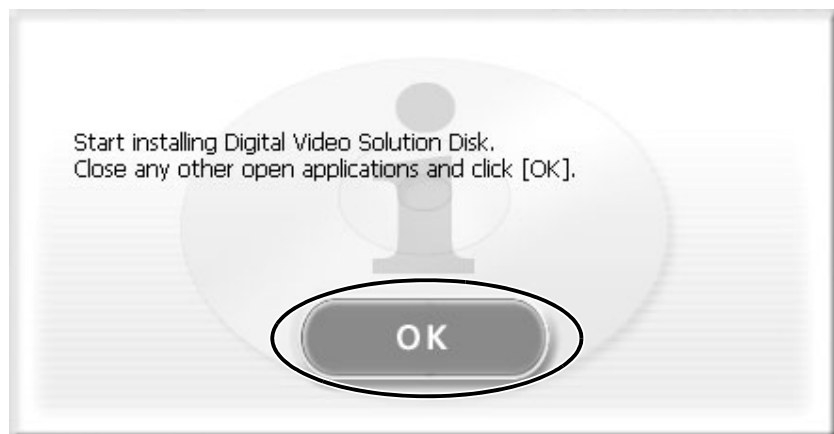 Start installing Digital Video Solution Disk.
Close any other open applications and click [OK].
OK